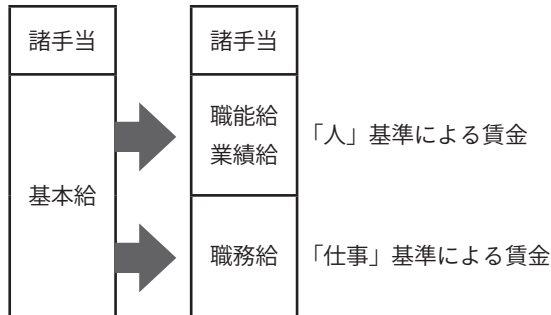 諸手当
基本給
諸手当
職能給
業績給
職務給
「人」基準による賃金
「仕事」基準による賃金